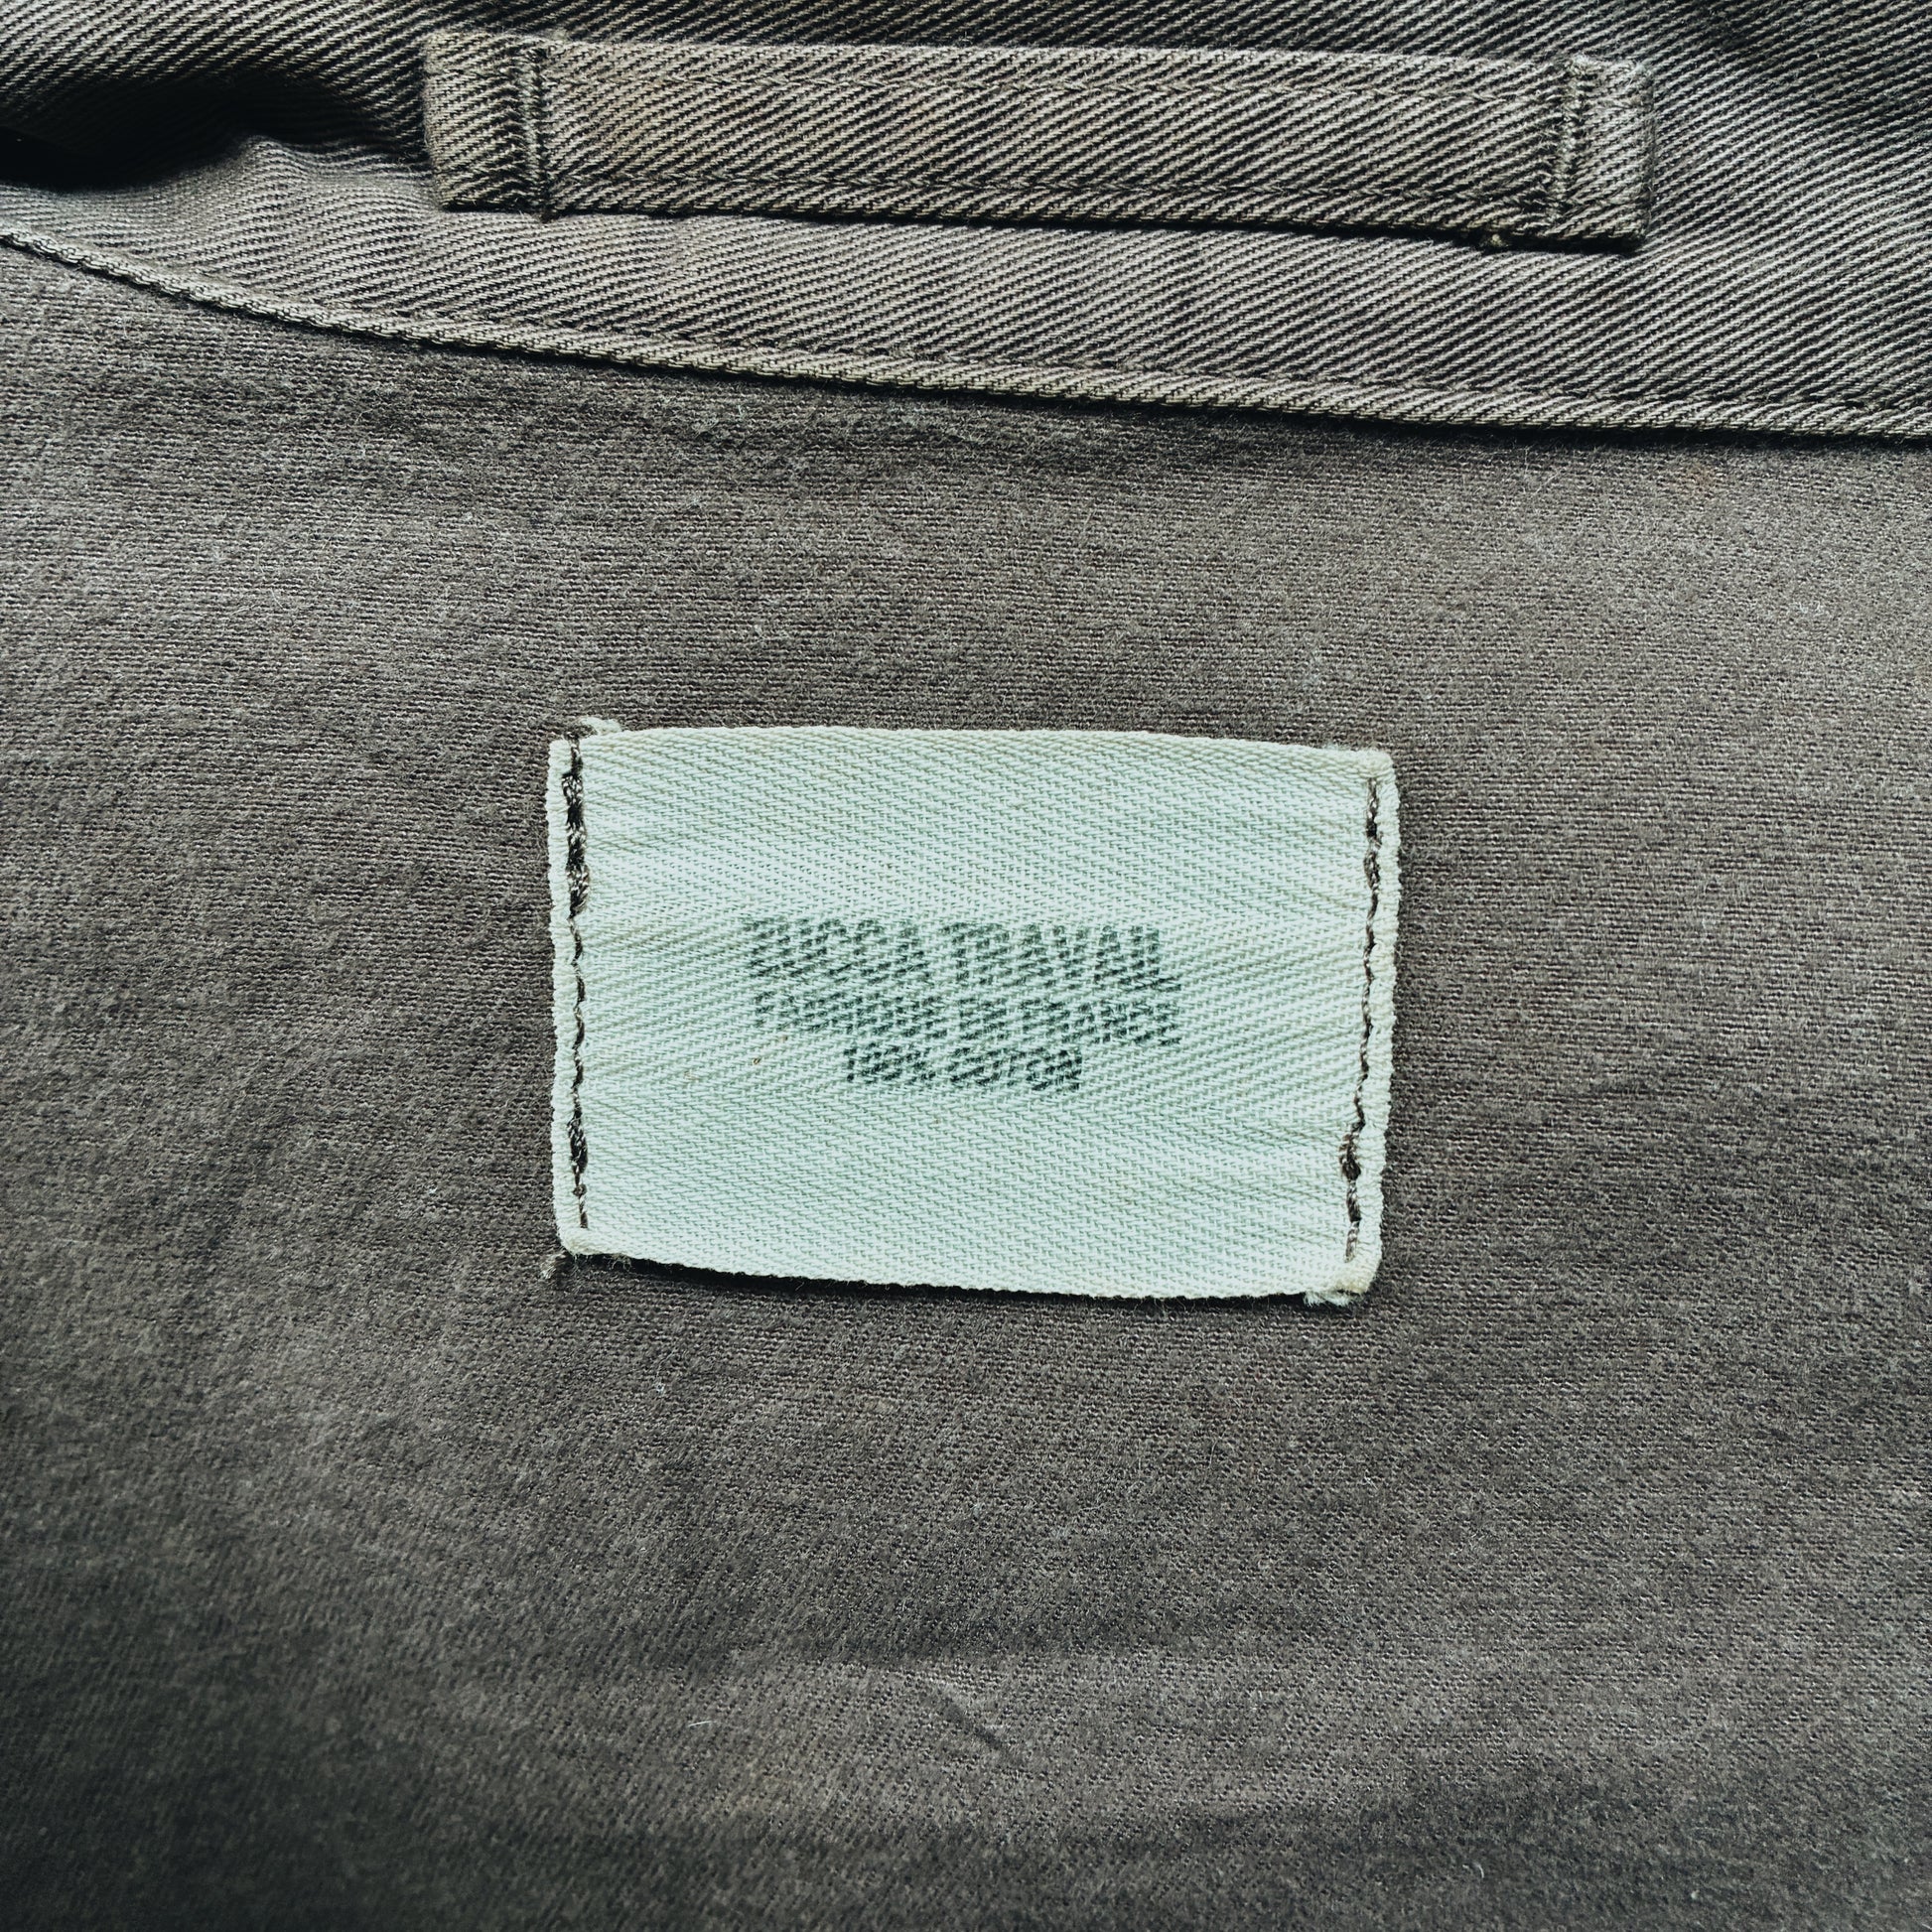 TRAVAIL
FABRIQUE EN FRANCE
100% COTON